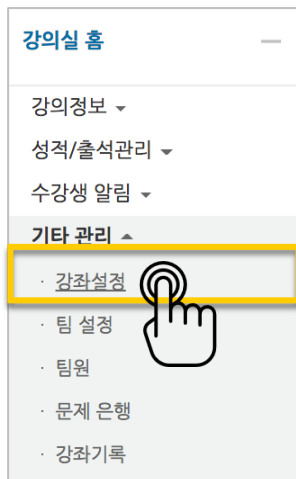 강의실 홈
강의정보
성적/출석관리
수강생 알림
기타 관리
· 강좌설정
· 팀 설정
· 팀원
· 문제 은행
· 강좌기록